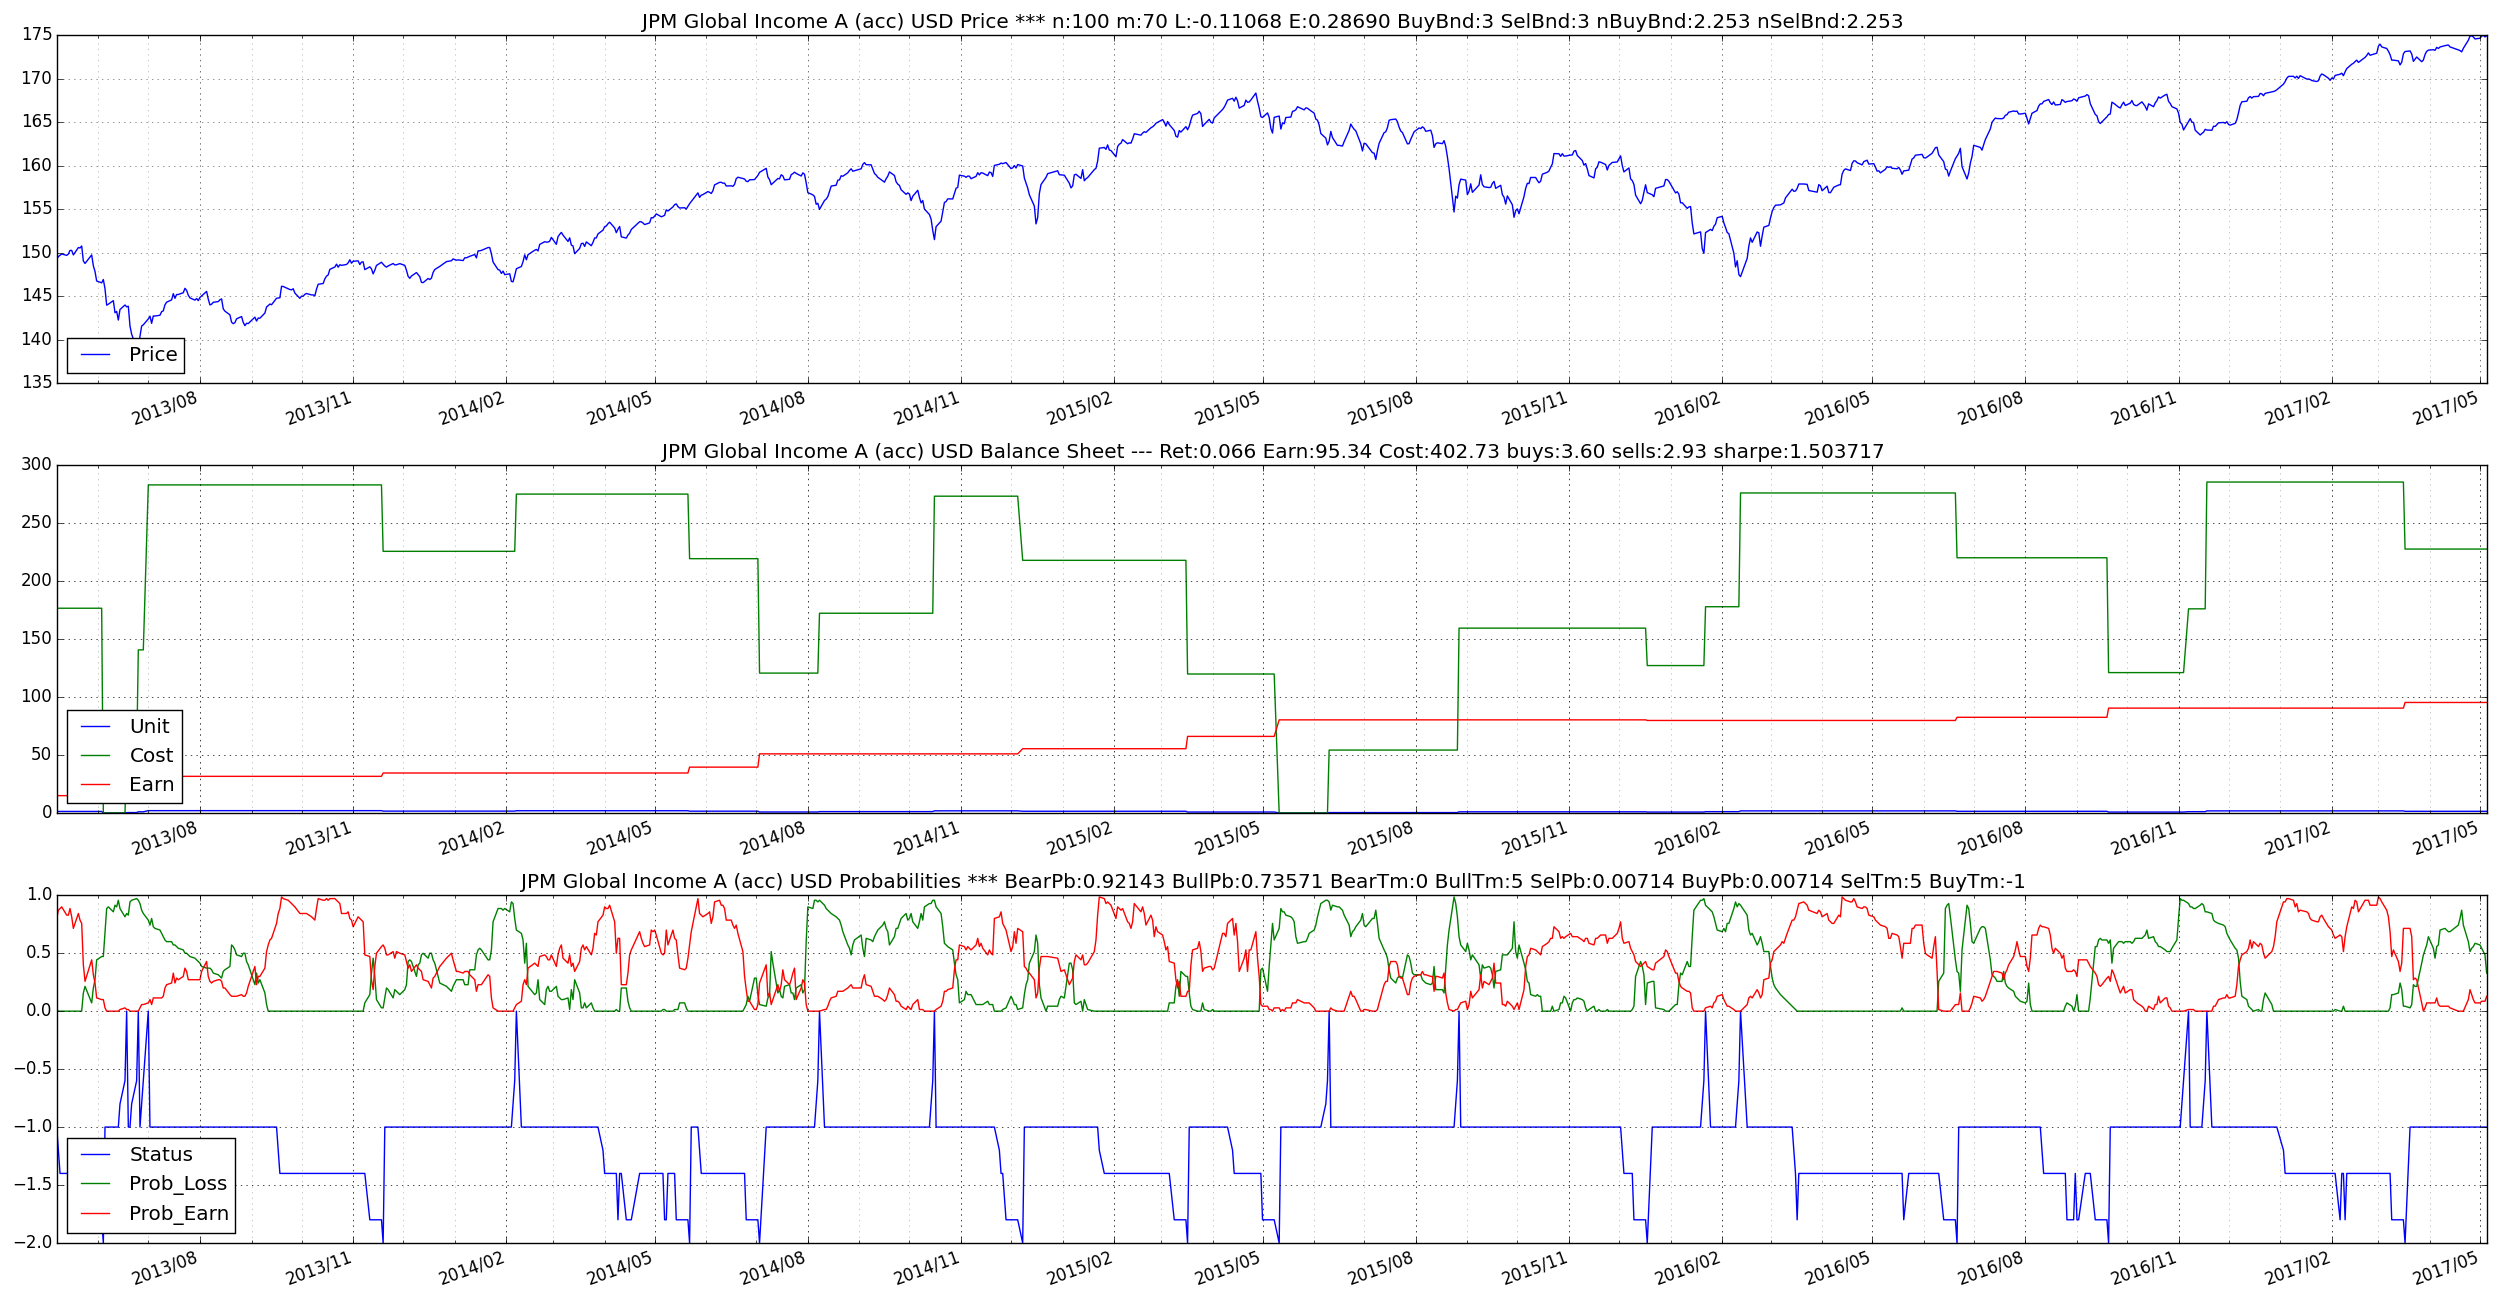 JPM Global Income A (acc) USD Price *** n:100 m:70 L:-0.11068 E:0.28690 BuyBnd:3 SelBnd:3 nBuyBnd:2.253 nSelBnd:2.253
175
170
165
160
155
150
145
140
135
Price
2013/08 2013/11 2014/02 2014/05 2014/08 2014/11 2015/02 2015/05 2015/08 2015/11 2016/02 2016/05 2016/08 2016/11 2017/02 2017/05
JPM Global Income A (acc) USD Balance Sheet --- Ret:0.066 Earn:95.34 Cost:402.73 buys:3.60 sells:2.93 sharpe:1.503717
300
250
200
150
100
50
0
Unit
Cost
Earn
2013/08 2013/11 2014/02 2014/05 2014/08 2014/11 2015/02 2015/05 2015/08 2015/11 2016/02 2016/05 2016/08 2016/11 2017/02 2017/05
JPM Global Income A (acc) USD Probabilities *** BearPb:0.92143 BullPb:0.73571 BearTm:0 BullTm:5 SelPb:0.00714 BuyPb:0.00714 SelTm:5 BuyTm:-1
1.0
0.5
0.0
−0.5
−1.0
−1.5
−2.0
Status
Prob_Loss
Prob_Earn
2013/08 2013/11 2014/02 2014/05 2014/08 2014/11 2015/02 2015/05 2015/08 2015/11 2016/02 2016/05 2016/08 2016/11 2017/02 2017/05